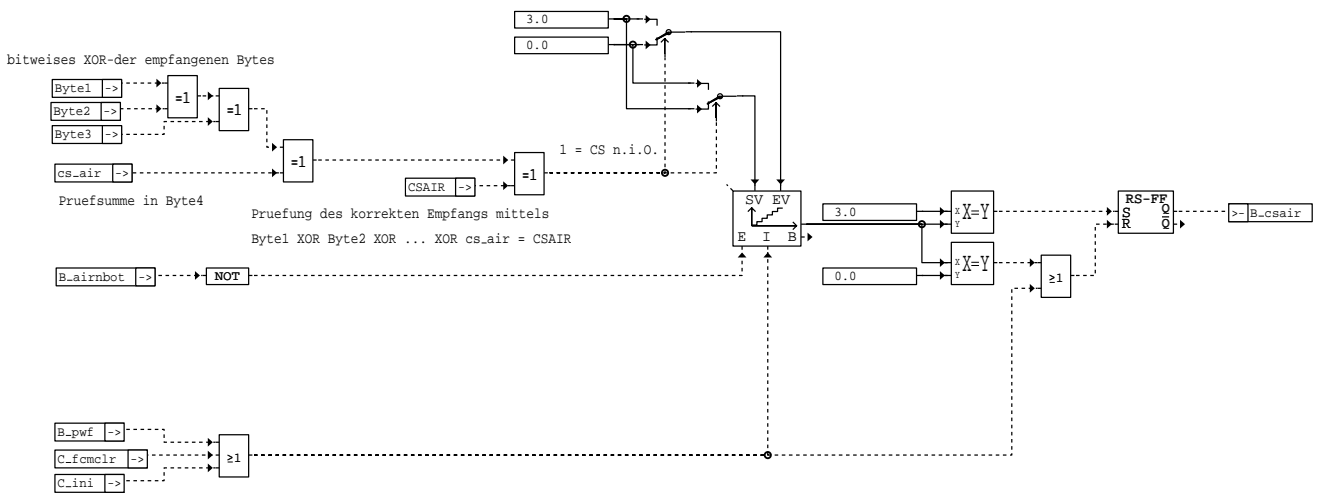 3.0
0.0
bitweises XOR-der empfangenen Bytes
Byte1 ->
=1
Byte2 ->
=1
Byte3 ->
=1
cs_air ->
Pruefsumme in Byte4
1 = CS n.i.O.
CSAIR ->
=1
Pruefung des korrekten Empfangs mittels
Byte1 XOR Byte2 XOR ... XOR cs_air = CSAIR
SV EV
E I B
3.0
X X=Y
Y
RS-FF
S Q
R Q
>- B_csair
B_airnbot ->
NOT
0.0
X X=Y
Y
≥1
B_pwf ->
C_fcmclr ->
≥1
C_ini ->